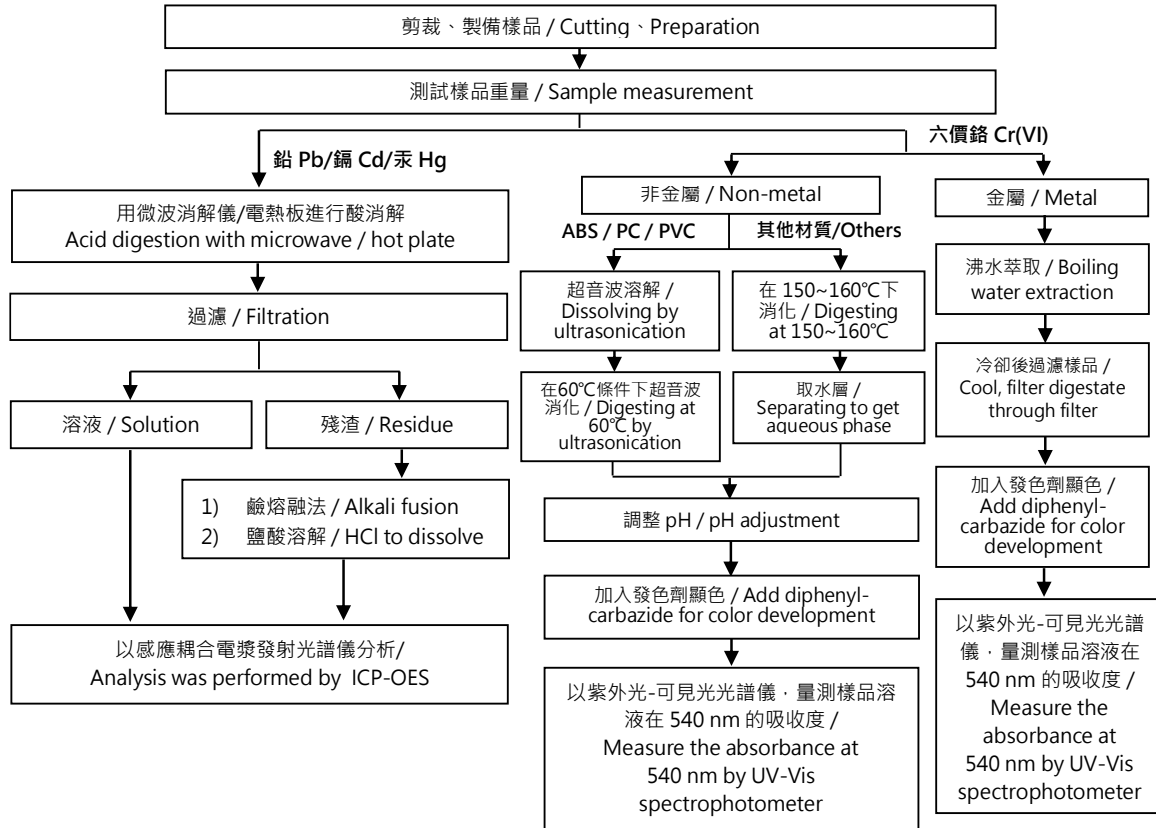 剪裁、製備樣品 / Cutting、Preparation
測試樣品重量 / Sample measurement
鉛 Pb/鎘 Cd/汞 Hg
六價鉻 Cr(VI)
用微波消解儀/電熱板進行酸消解
Acid digestion with microwave / hot plate
過濾 / Filtration
溶液 / Solution
殘渣 / Residue
1) 鹼熔融法 / Alkali fusion
2) 鹽酸溶解 / HCl to dissolve
以感應耦合電漿發射光譜儀分析/
Analysis was performed by ICP-OES
非金屬 / Non-metal
ABS / PC / PVC
其他材質/Others
超音波溶解 /
Dissolving by
ultrasonication
在60℃條件下超音波
消化 / Digesting at
60℃ by
ultrasonication
在 150~160℃下
消化 / Digesting
at 150~160℃
取水層 /
Separating to get
aqueous phase
調整 pH / pH adjustment
加入發色劑顯色 / Add diphenyl-
carbazide for color development
以紫外光-可見光光譜儀，量測樣品溶
液在 540 nm 的吸收度 /
Measure the absorbance at
540 nm by UV-Vis
spectrophotometer
金屬 / Metal
沸水萃取 / Boiling
water extraction
冷卻後過濾樣品 /
Cool, filter digestate
through filter
加入發色劑顯色 /
Add diphenyl-
carbazide for color
development
以紫外光-可見光光譜
儀，量測樣品溶液在
540 nm 的吸收度 /
Measure the
absorbance at
540 nm by UV-Vis
spectrophotometer